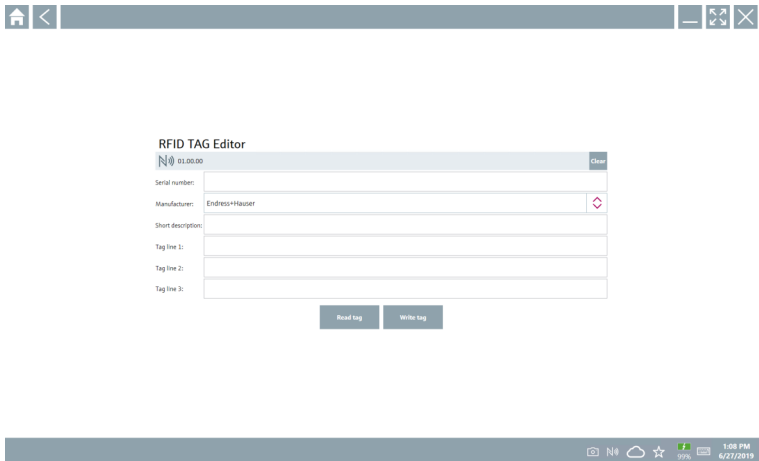 RFID TAG Editor
01.00.00 Clear
Serial number:
Manufacturer: Endress+Hauser
Short description:
Tag line 1:
Tag line 2:
Tag line 3:
Read tag Write tag
99% 1:08 PM
6/27/2019